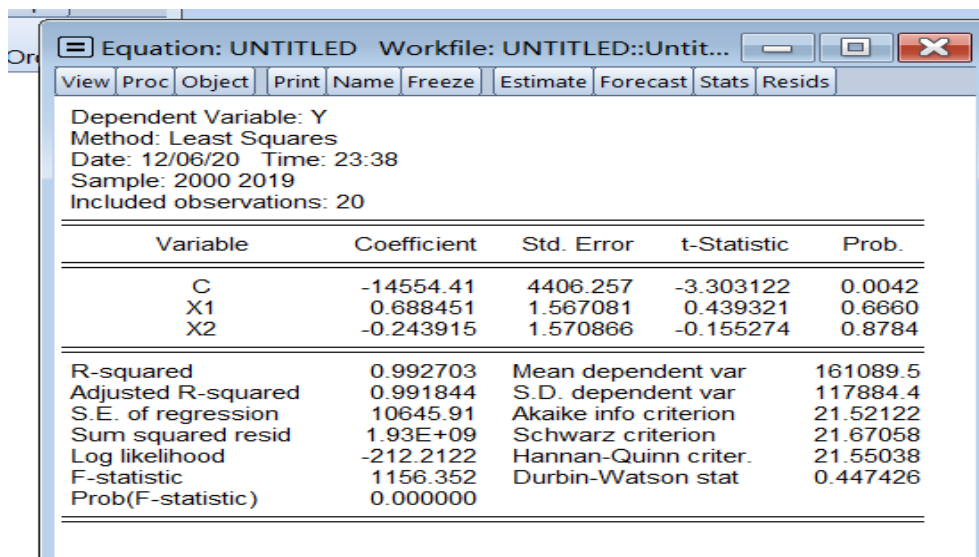 Ord
Equation: UNTITLED Workfile: UNTITLED::Untit...
View Proc Object Print Name Freeze Estimate Forecast Stats Resids
Dependent Variable: Y
Method: Least Squares
Date: 12/06/20 Time: 23:38
Sample: 2000 2019
Included observations: 20
Variable Coefficient Std. Error t-Statistic Prob.
C -14554.41 4406.257 -3.303122 0.0042
X1 0.688451 1.567081 0.439321 0.6660
X2 -0.243915 1.570866 -0.155274 0.8784
R-squared 0.992703 Mean dependent var 161089.5
Adjusted R-squared 0.991844 S.D. dependent var 117884.4
S.E. of regression 10645.91 Akaike info criterion 21.52122
Sum squared resid 1.93E+09 Schwarz criterion 21.67058
Log likelihood -212.2122 Hannan-Quinn criter. 21.55038
F-statistic 1156.352 Durbin-Watson stat 0.447426
Prob(F-statistic) 0.000000